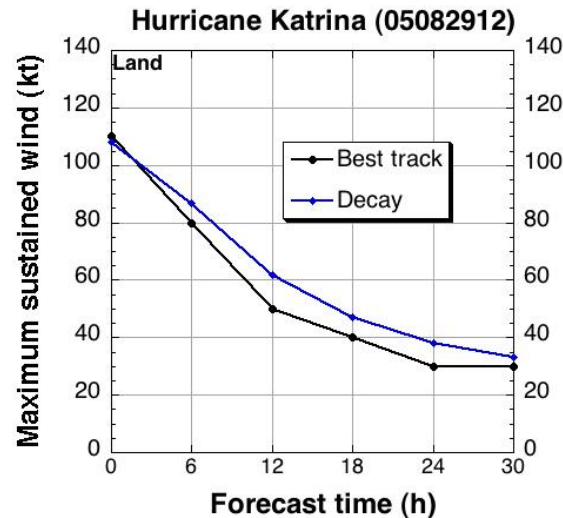 Hurricane Katrina (05082912)
140
140
Land
120
120
100
100
80
80
60
60
40
40
20
20
0
0
Best track
Decay
0 6 12 18 24 30
Maximum sustained wind (kt)
Forecast time (h)